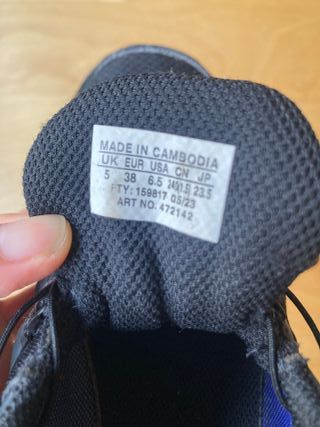 MADE IN CAMBODIA
UK EUR USA CN JP
5 38 6.5 240(1.5) 23.5
FTY: 159817 05/23
ART NO. 472142